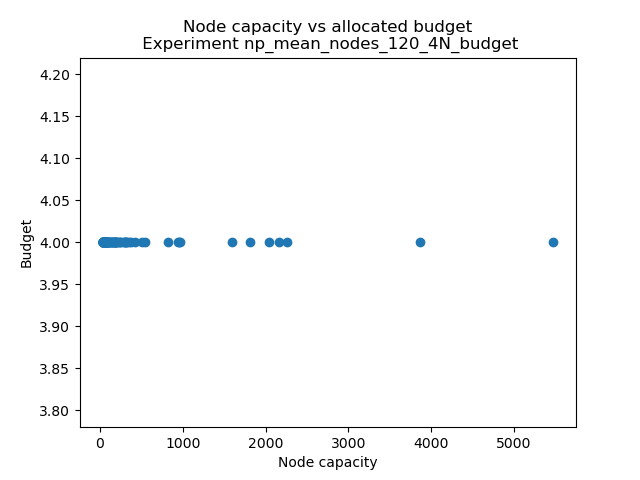 Node capacity vs allocated budget
Experiment np_mean_nodes_120_4N_budget
4.20
4.15
4.10
4.05
4.00
3.95
3.90
3.85
3.80
Budget
0 1000 2000 3000 4000 5000
Node capacity